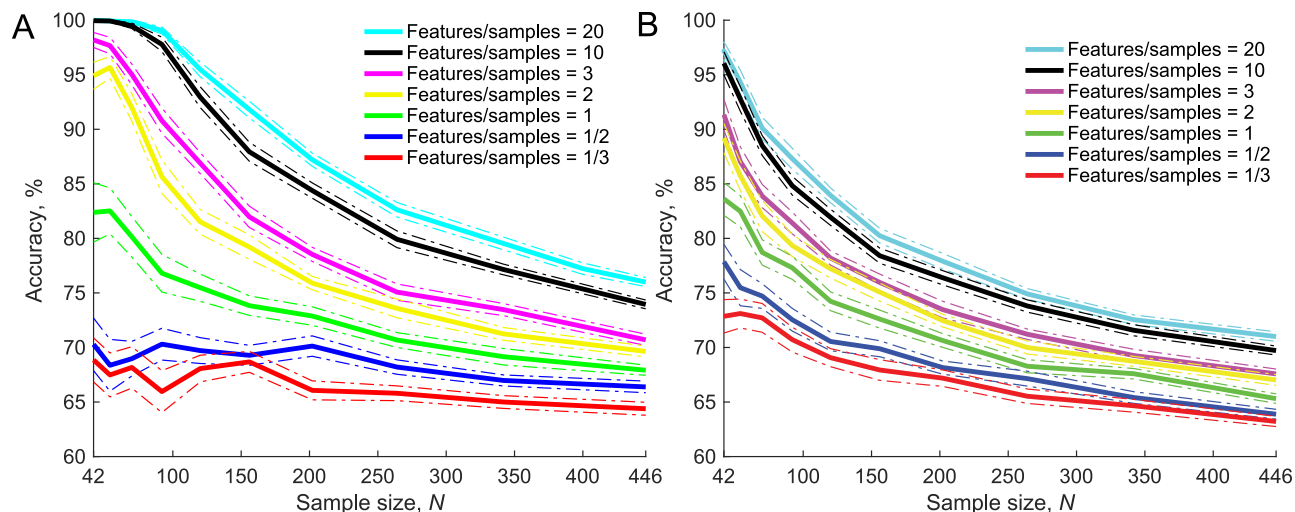 A
Accuracy, %
100
95
90
85
80
75
70
65
60
42
100
150
200
250
300
350
400
446
Sample size, N
Features/samples = 20
Features/samples = 10
Features/samples = 3
Features/samples = 2
Features/samples = 1
Features/samples = 1/2
Features/samples = 1/3
B
Accuracy, %
100
95
90
85
80
75
70
65
60
42
100
150
200
250
300
350
400
446
Sample size, N
Features/samples = 20
Features/samples = 10
Features/samples = 3
Features/samples = 2
Features/samples = 1
Features/samples = 1/2
Features/samples = 1/3